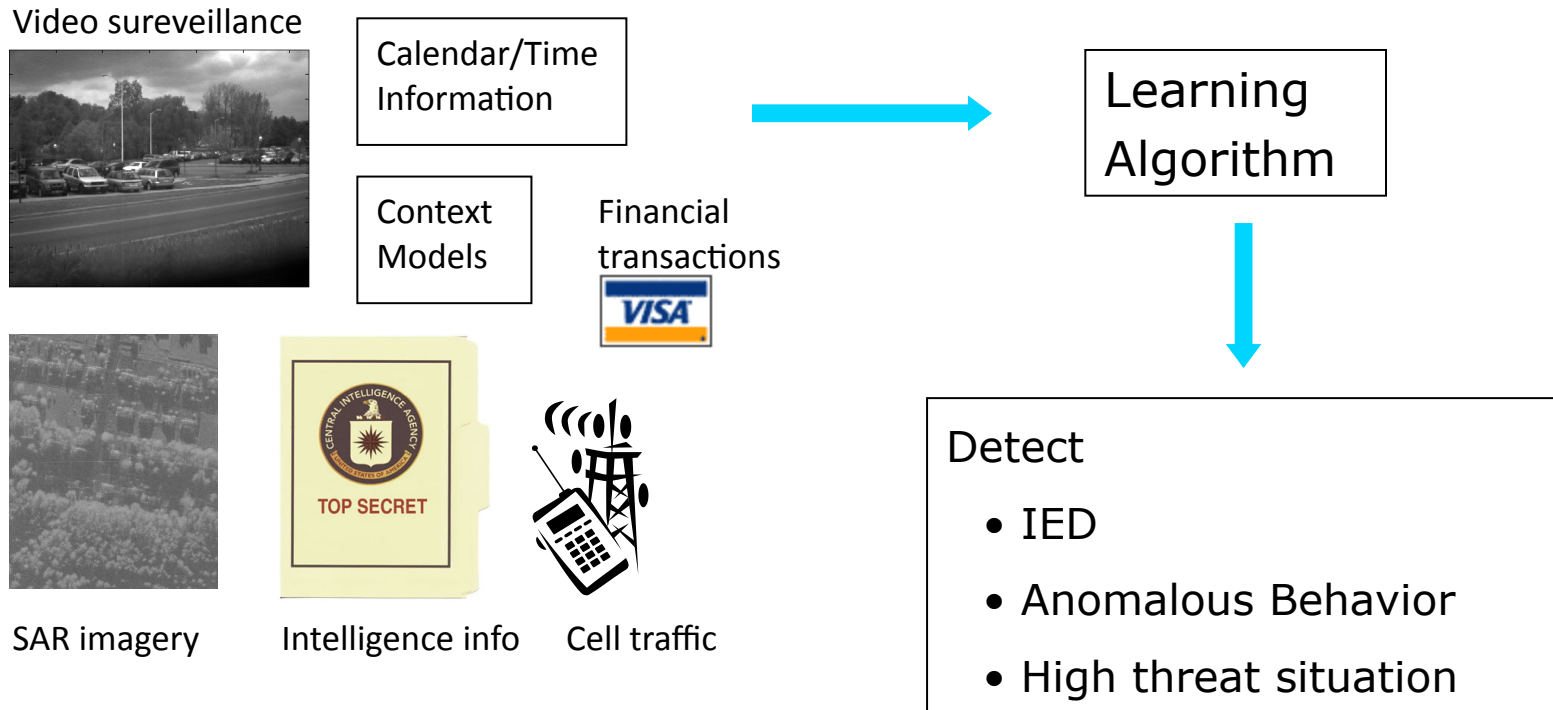 Video sureveillance
Calendar/Time
Information
Learning
Algorithm
Context
Models
Financial
transactions
VISA
CENTRAL INTELLIGENCE AGENCY
UNITED STATES OF AMERICA
TOP SECRET
SAR imagery
Intelligence info
Cell traffic
Detect
• IED
• Anomalous Behavior
• High threat situation